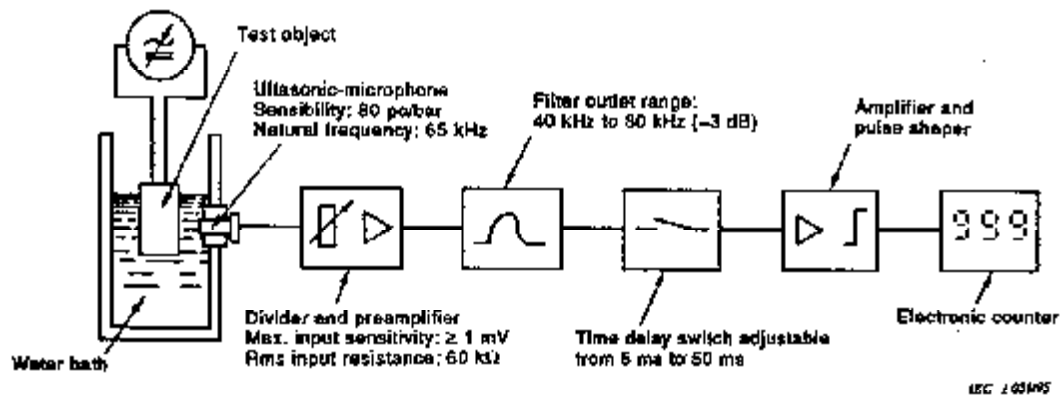 Test object
Ultasonic-microphone
Sensibility: 80 pc/bar
Natural frequency: 65 kHz
Filter outlet range:
40 kHz to 80 kHz (–3 dB)
Amplifier and
pulse shaper
999
Divider and preamplifier
Max. input sensitivity: ≥ 1 mV
Rms input resistance: 60 kΩ
Time delay switch adjustable
from 5 ms to 50 ms
Electronic counter
Water bath
IEC